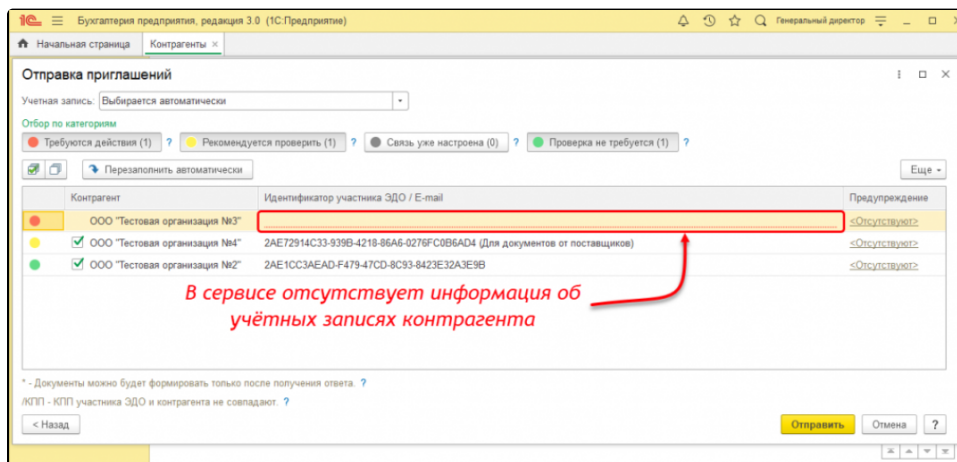 1С Бухгалтерия предприятия, редакция 3.0 (1С:Предприятие) Генеральный директор
Начальная страница Контрагенты ×
Отправка приглашений
Учетная запись: Выбирается автоматически
Отбор по категориям
Требуются действия (1) ? Рекомендуется проверить (1) ? Связь уже настроена (0) ? Проверка не требуется (1) ?
Перезаполнить автоматически Еще
Контрагент Идентификатор участника ЭДО / E-mail Предупреждение
ООО "Тестовая организация №3" <Отсутствуют>
ООО "Тестовая организация №4" 2AE72914C33-939B-4218-86A6-0276FC0B6AD4 (Для документов от поставщиков) <Отсутствуют>
ООО "Тестовая организация №2" 2AE1CC3AEAD-F479-47CD-8C93-8423E32A3E9B <Отсутствуют>
В сервисе отсутствует информация об
учётных записях контрагента
* - Документы можно будет формировать только после получения ответа. ?
/КПП - КПП участника ЭДО и контрагента не совпадают. ?
< Назад Отправить Отмена ?